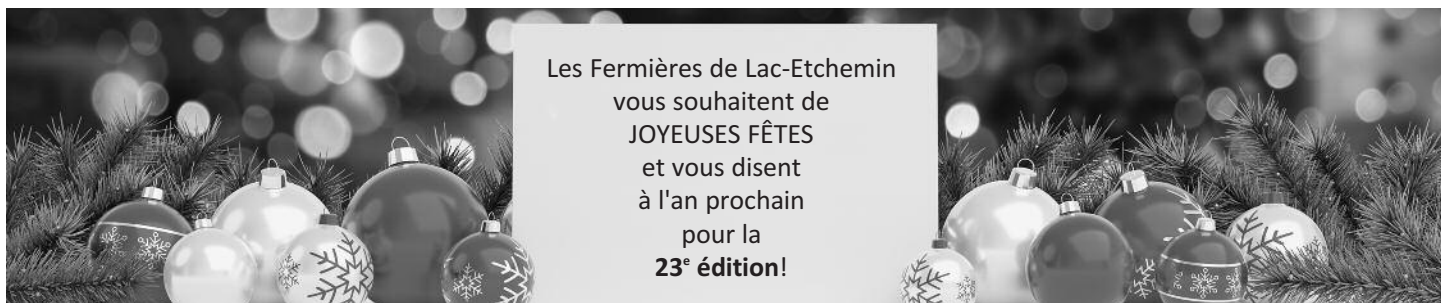 Les Fermières de Lac-Etchemin
vous souhaitent de
JOYEUSES FÊTES
et vous disent
à l'an prochain
pour la
23e édition!